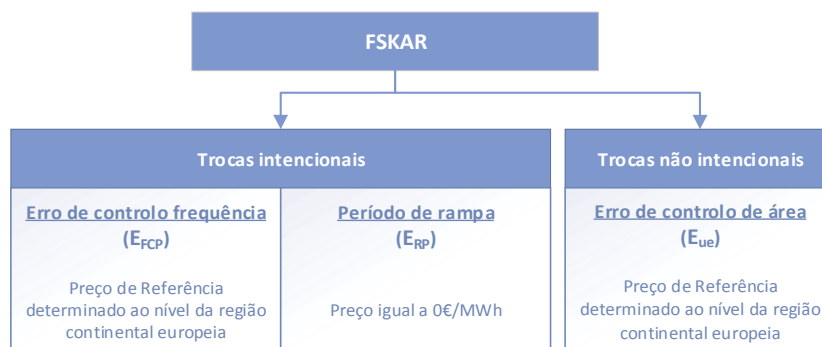 FSKAR
Trocas intencionais
Trocas não intencionais
Erro de controlo frequência
(EFCP)
Preço de Referência
determinado ao nível da região
continental europeia
Período de rampa
(ERP)
Preço igual a 0€/MWh
Erro de controlo de área
(Eue)
Preço de Referência
determinado ao nível da região
continental europeia